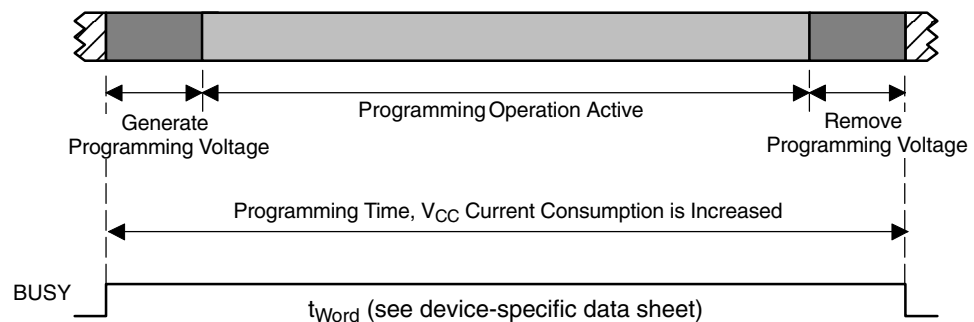 Programming Operation Active
Generate
Programming Voltage
Remove
Programming Voltage
Programming Time, VCC Current Consumption is Increased
BUSY
tWord (see device-specific data sheet)